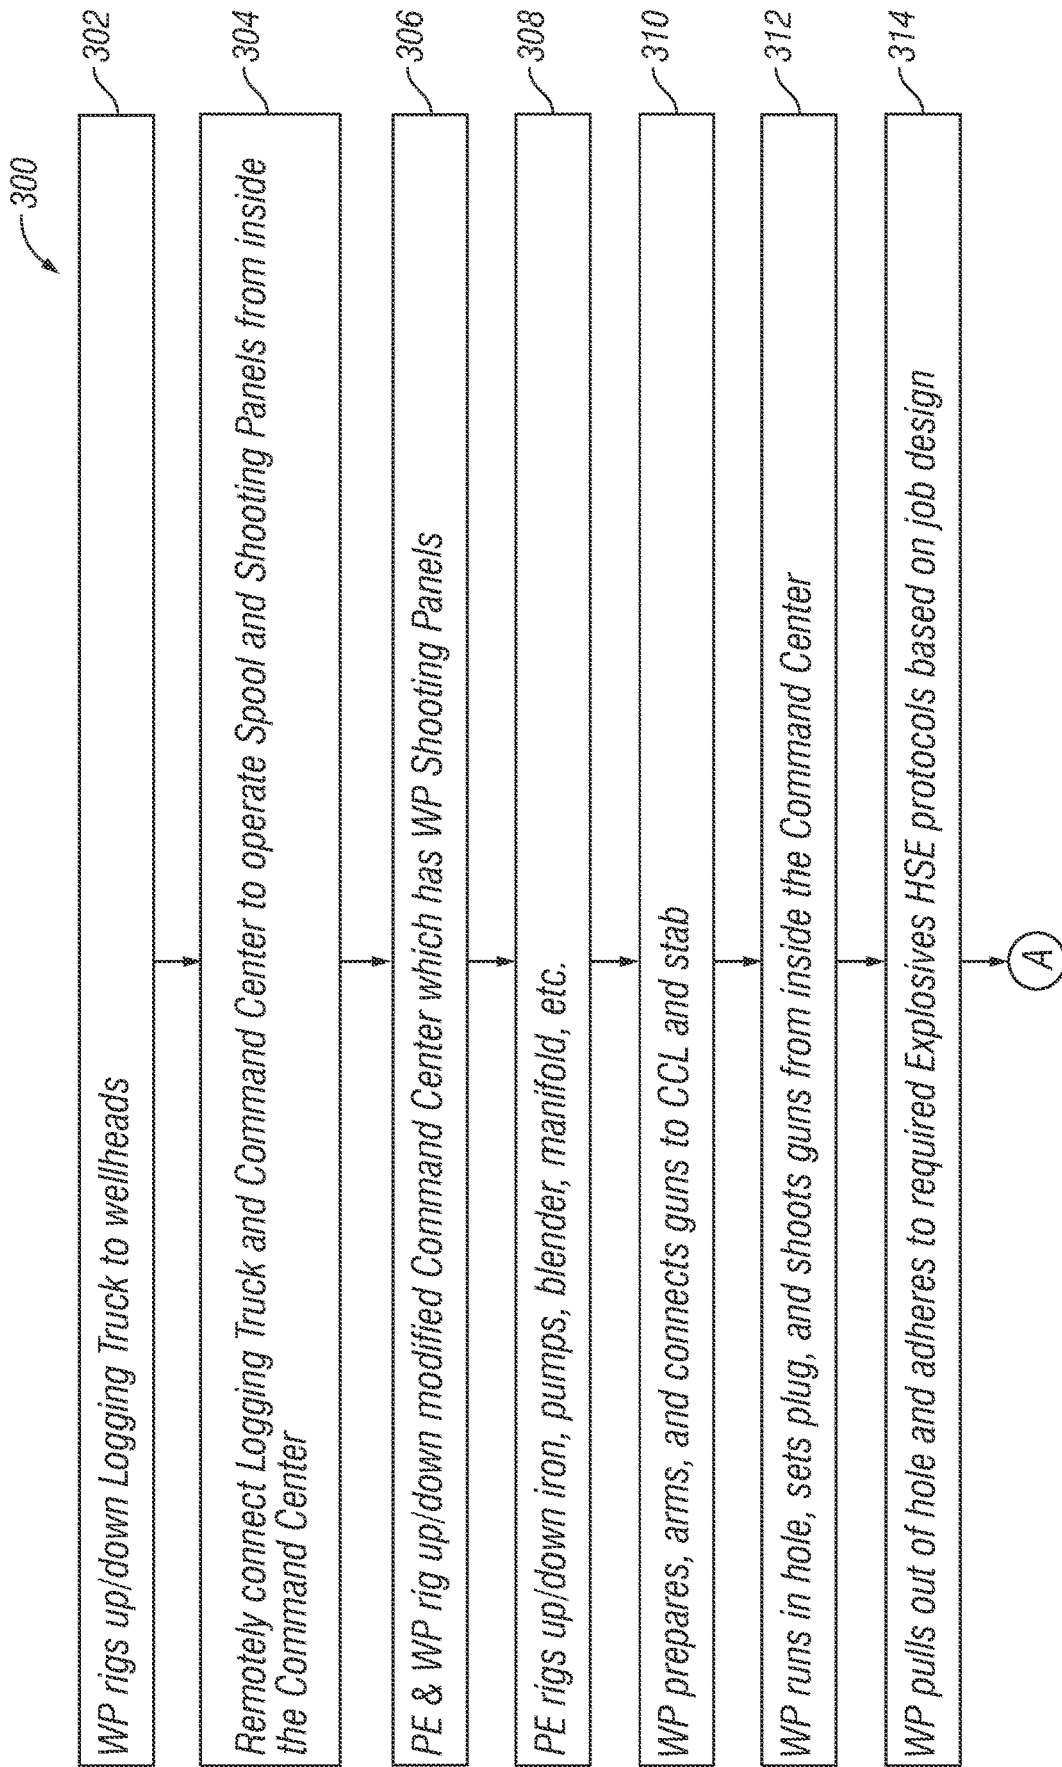 300
302
WP rigs up/down Logging Truck to wellheads
304
Remotely connect Logging Truck and Command Center to operate Spool and Shooting Panels from inside
the Command Center
306
PE & WP rig up/down modified Command Center which has WP Shooting Panels
308
PE rigs up/down iron, pumps, blender, manifold, etc.
310
WP prepares, arms, and connects guns to CCL and stab
312
WP runs in hole, sets plug, and shoots guns from inside the Command Center
314
WP pulls out of hole and adheres to required Explosives HSE protocols based on job design
A